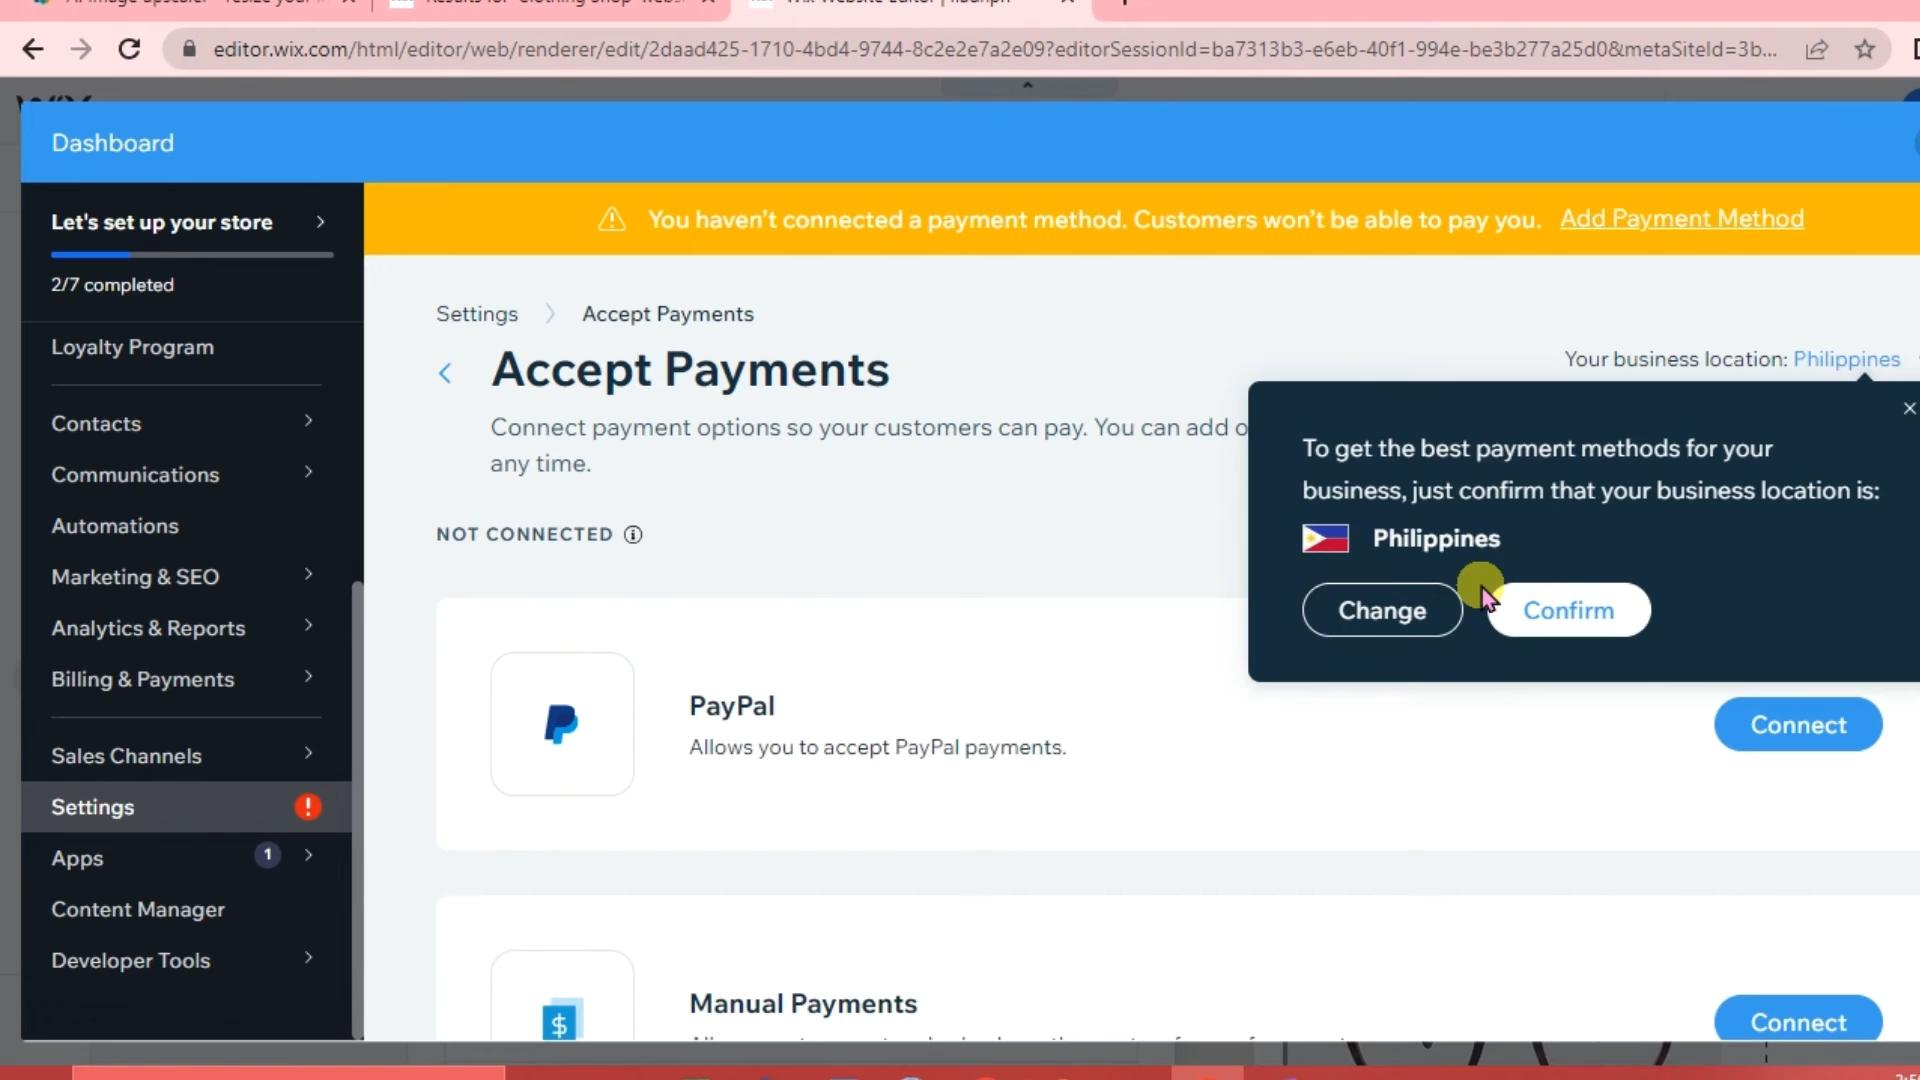 editor.wix.com/html/editor/web/renderer/edit/2daad425-1710-4bd4-9744-8c2e2e7a2e09?editorSessionId=ba7313b3-e6eb-40f1-994e-be3b277a25d0&metaSiteId=3b...
Dashboard
Let's set up your store
2/7 completed
You haven't connected a payment method. Customers won't be able to pay you. Add Payment Method
Settings
Accept Payments
Your business location: Philippines
Accept Payments
Connect payment options so your customers can pay. You can add o
any time.
To get the best payment methods for your
business, just confirm that your business location is:
Philippines
Change
Confirm
NOT CONNECTED
PayPal
Allows you to accept PayPal payments.
Connect
Manual Payments
Connect
Loyalty Program
Contacts
Communications
Automations
Marketing & SEO
Analytics & Reports
Billing & Payments
Sales Channels
Settings
Apps
1
Content Manager
Developer Tools